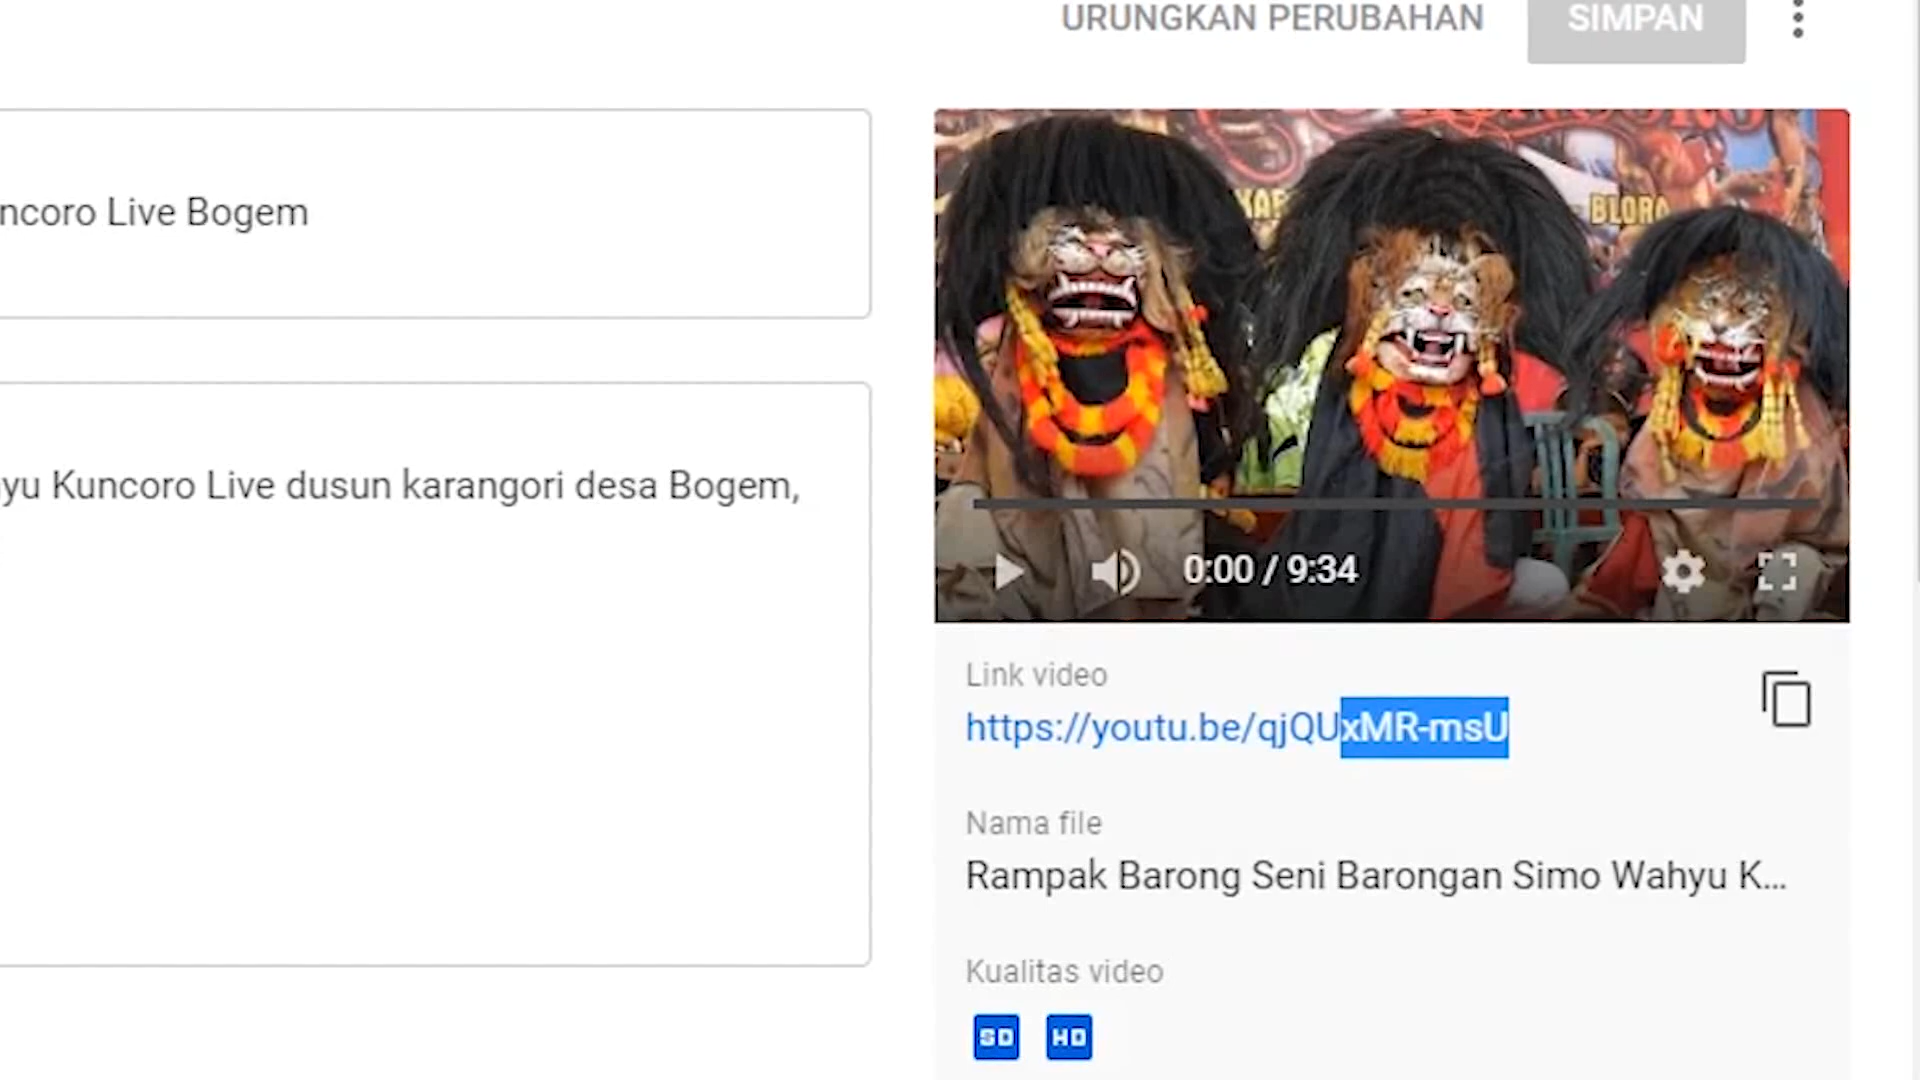 URUNGKAN PERUBAHAN
SIMPAN
ncoro Live Bogem
yu Kuncoro Live dusun karangori desa Bogem,
BLORA
0:00 / 9:34
Link video
https://youtu.be/qjQUxMR-msU
Nama file
Rampak Barong Seni Barongan Simo Wahyu K...
Kualitas video
SD HD